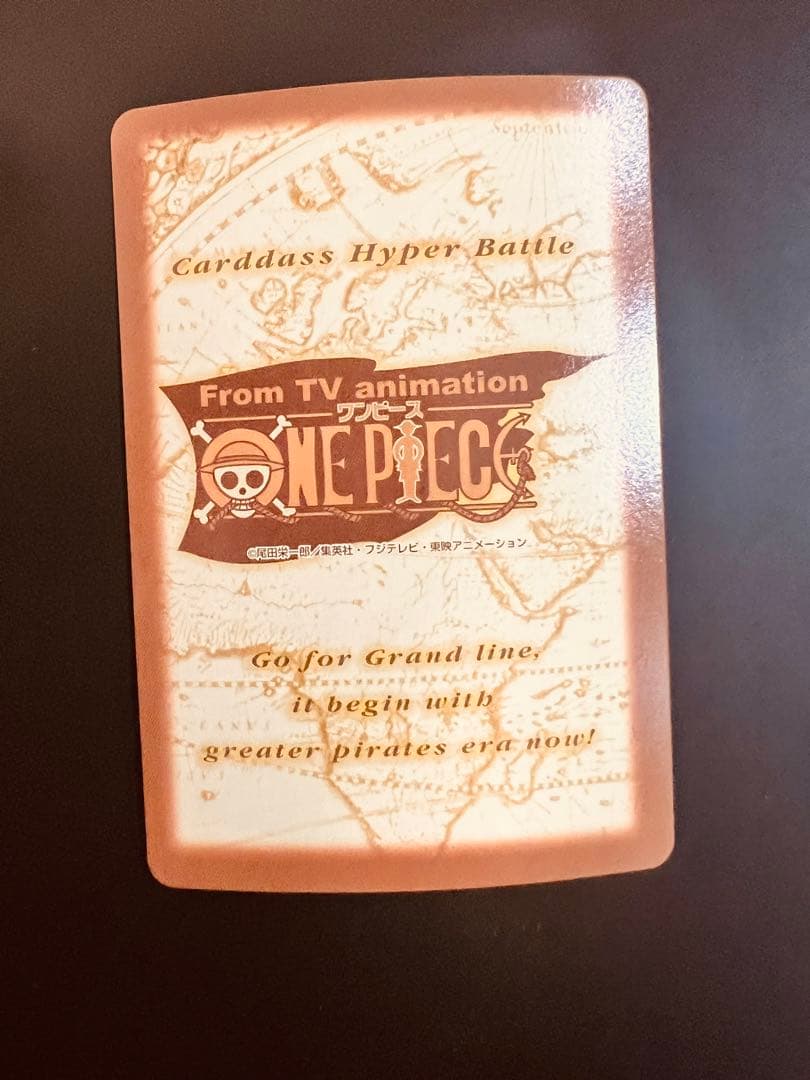 Carddass Hyper Battle
From TV animation
ワンピース
ONE PIECE
©尾田栄一郎／集英社・フジテレビ・東映アニメーション
Go for Grand line,
it begin with
greater pirates era now!